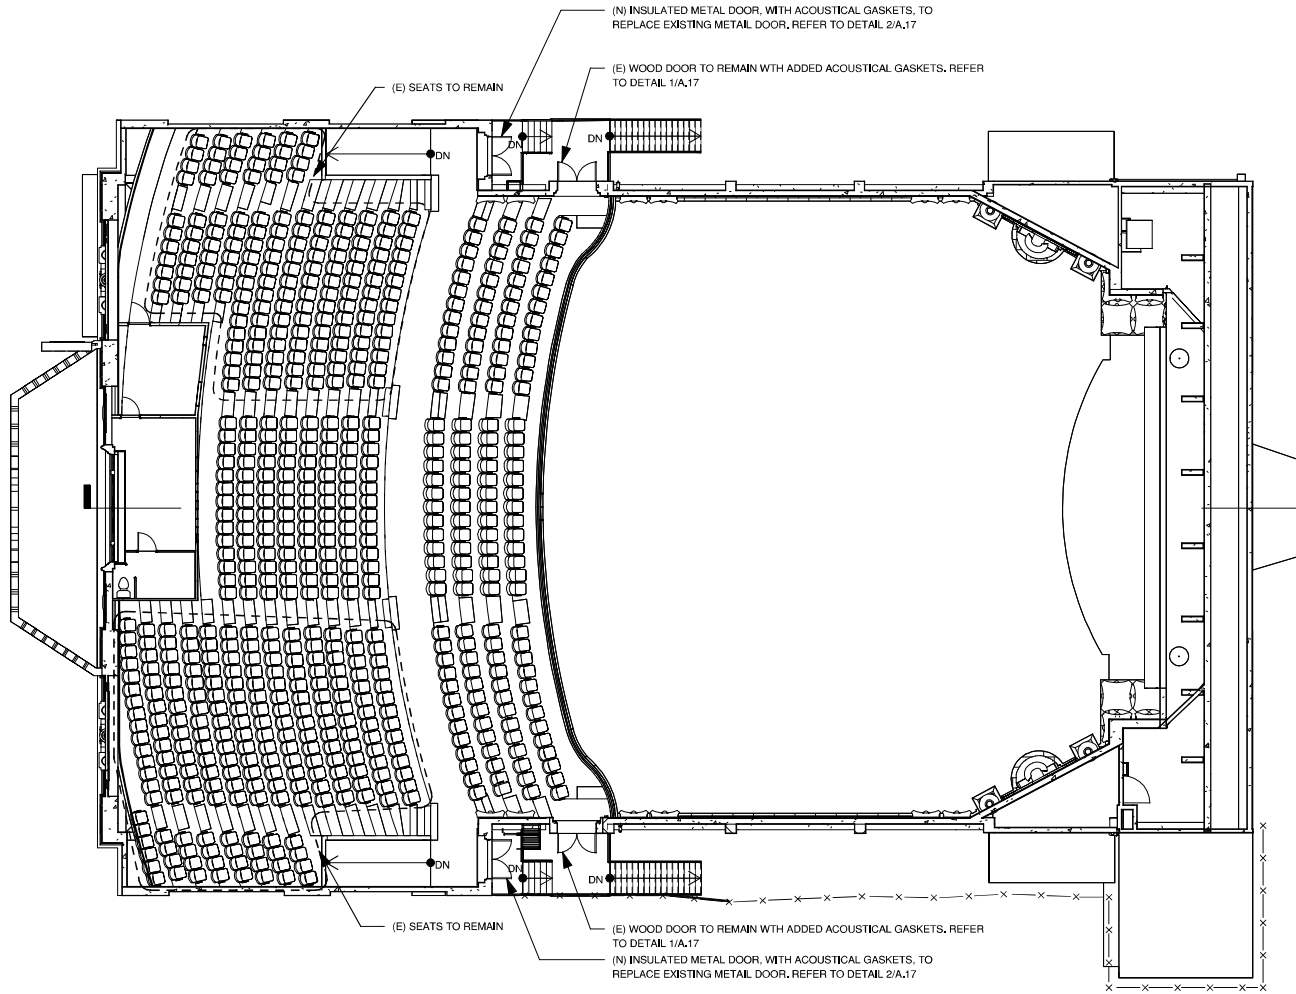 (N) INSULATED METAL DOOR, WITH ACOUSTICAL GASKETS, TO
REPLACE EXISTING METAIL DOOR. REFER TO DETAIL 2/A.17
(E) WOOD DOOR TO REMAIN WTH ADDED ACOUSTICAL GASKETS. REFER
TO DETAIL 1/A.17
(E) SEATS TO REMAIN
DN
DN
DN
DN
DN
DN
(E) SEATS TO REMAIN
(E) WOOD DOOR TO REMAIN WTH ADDED ACOUSTICAL GASKETS. REFER
TO DETAIL 1/A.17
(N) INSULATED METAL DOOR, WITH ACOUSTICAL GASKETS, TO
REPLACE EXISTING METAIL DOOR. REFER TO DETAIL 2/A.17